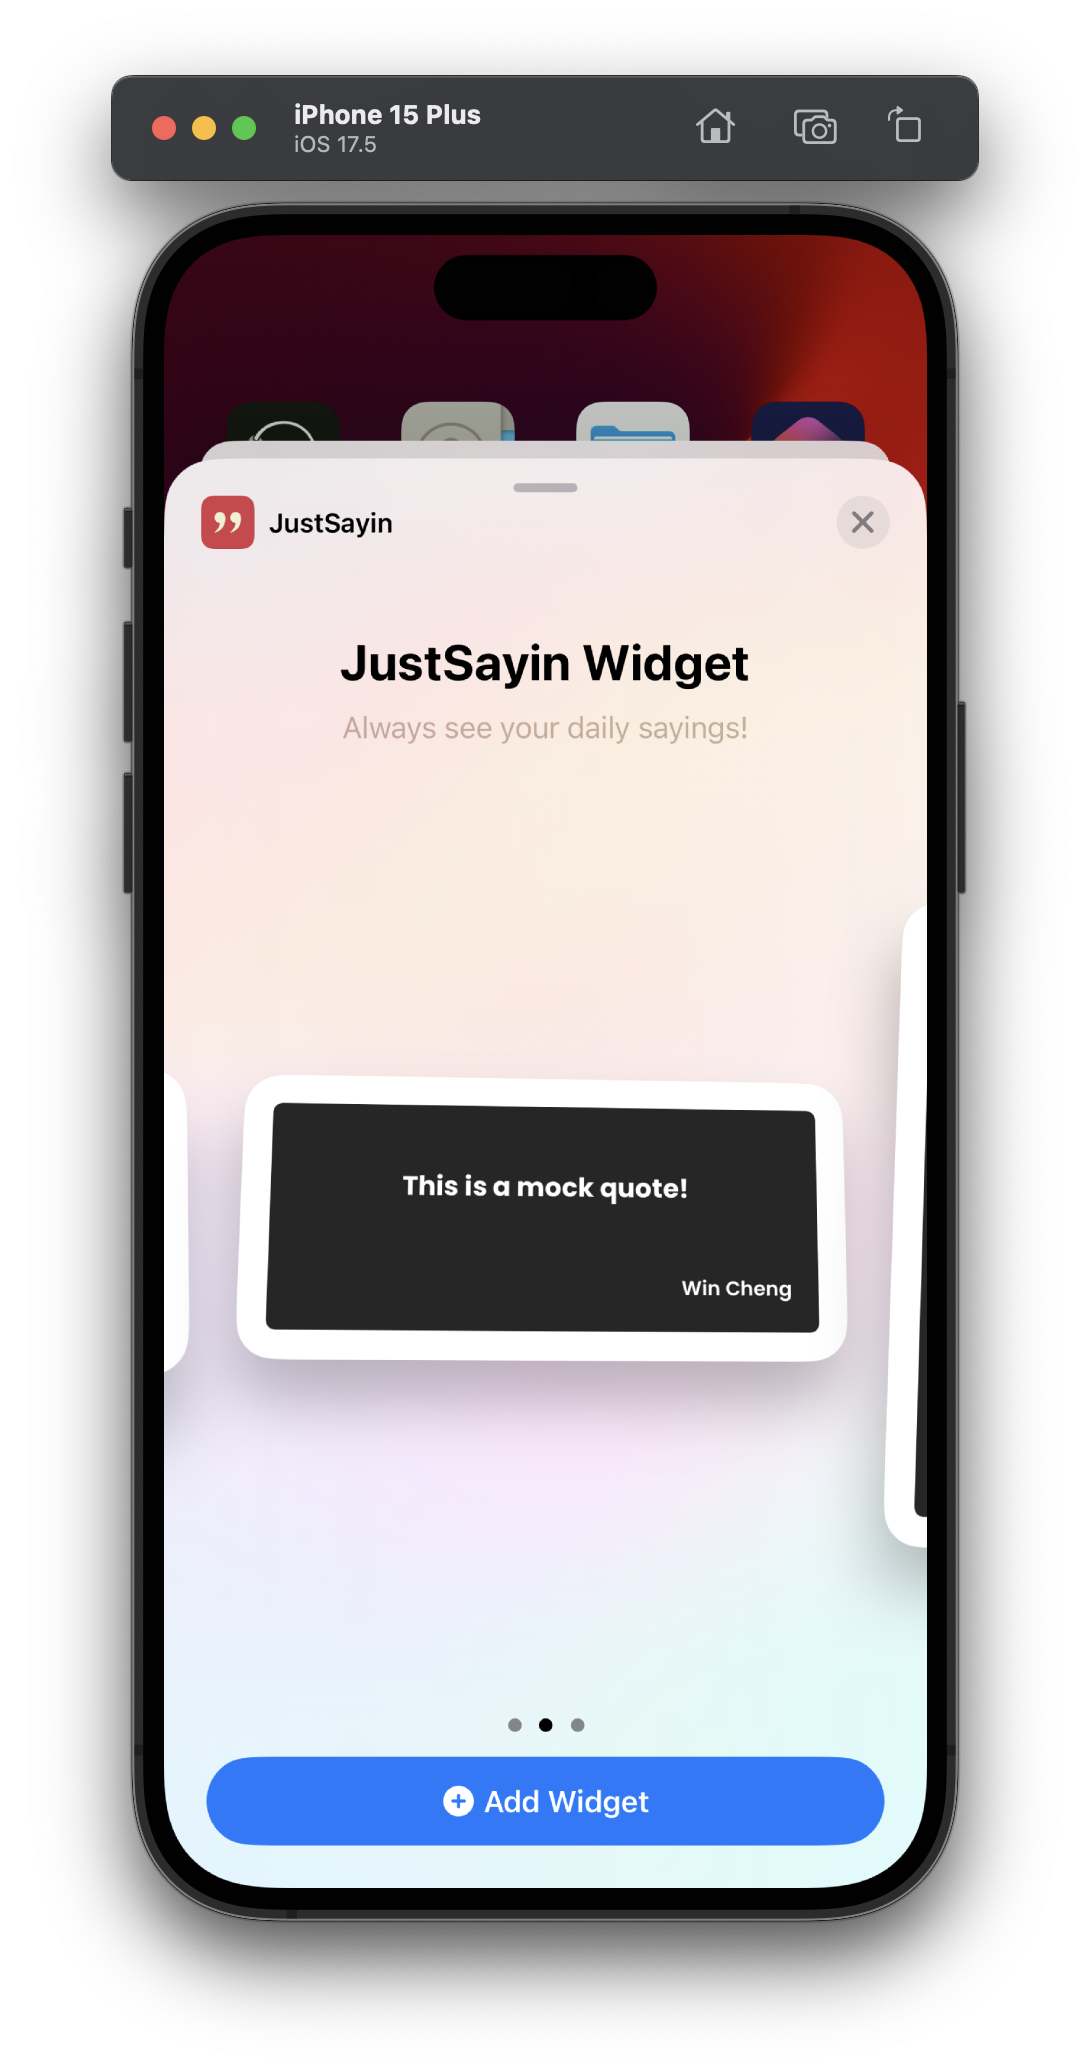 iPhone 15 Plus
iOS 17.5
JustSayin
JustSayin Widget
Always see your daily sayings!
This is a mock quote!
Win Cheng
Add Widget